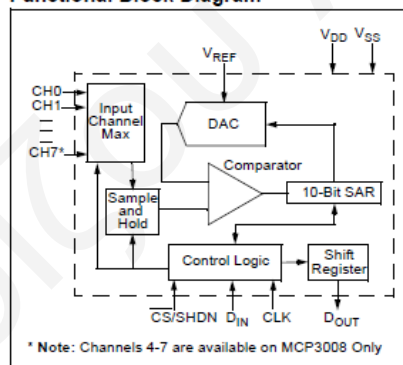 Functional Block Diagram
VREF
VDD VSS
CH0
CH1
CH7*
Input
Channel
Max
DAC
Comparator
Sample
and
Hold
10-Bit SAR
Control Logic
Shift
Register
CS/SHDN DIN CLK DOUT
* Note: Channels 4-7 are available on MCP3008 Only